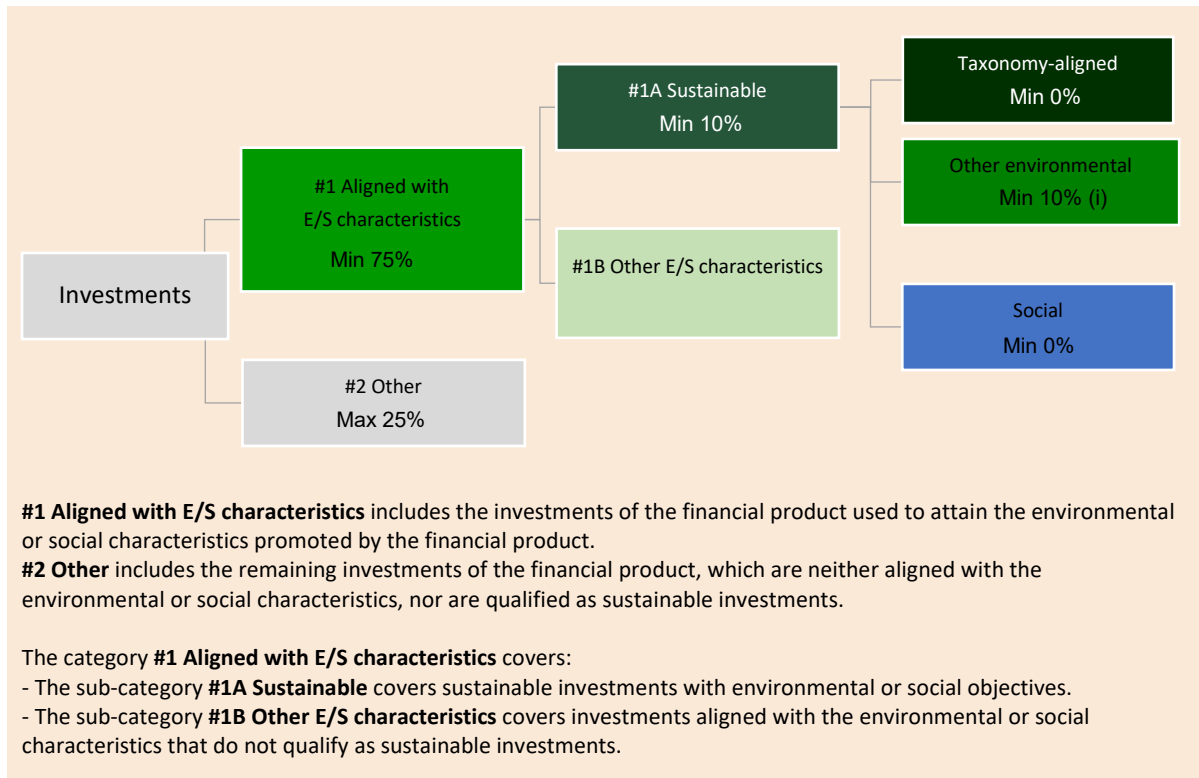 Investments
#1 Aligned with
E/S characteristics
Min 75%
#2 Other
Max 25%
#1A Sustainable
Min 10%
#1B Other E/S characteristics
Taxonomy-aligned
Min 0%
Other environmental
Min 10% (i)
Social
Min 0%
#1 Aligned with E/S characteristics includes the investments of the financial product used to attain the environmental
or social characteristics promoted by the financial product.
#2 Other includes the remaining investments of the financial product, which are neither aligned with the
environmental or social characteristics, nor are qualified as sustainable investments.
The category #1 Aligned with E/S characteristics covers:
- The sub-category #1A Sustainable covers sustainable investments with environmental or social objectives.
- The sub-category #1B Other E/S characteristics covers investments aligned with the environmental or social
characteristics that do not qualify as sustainable investments.